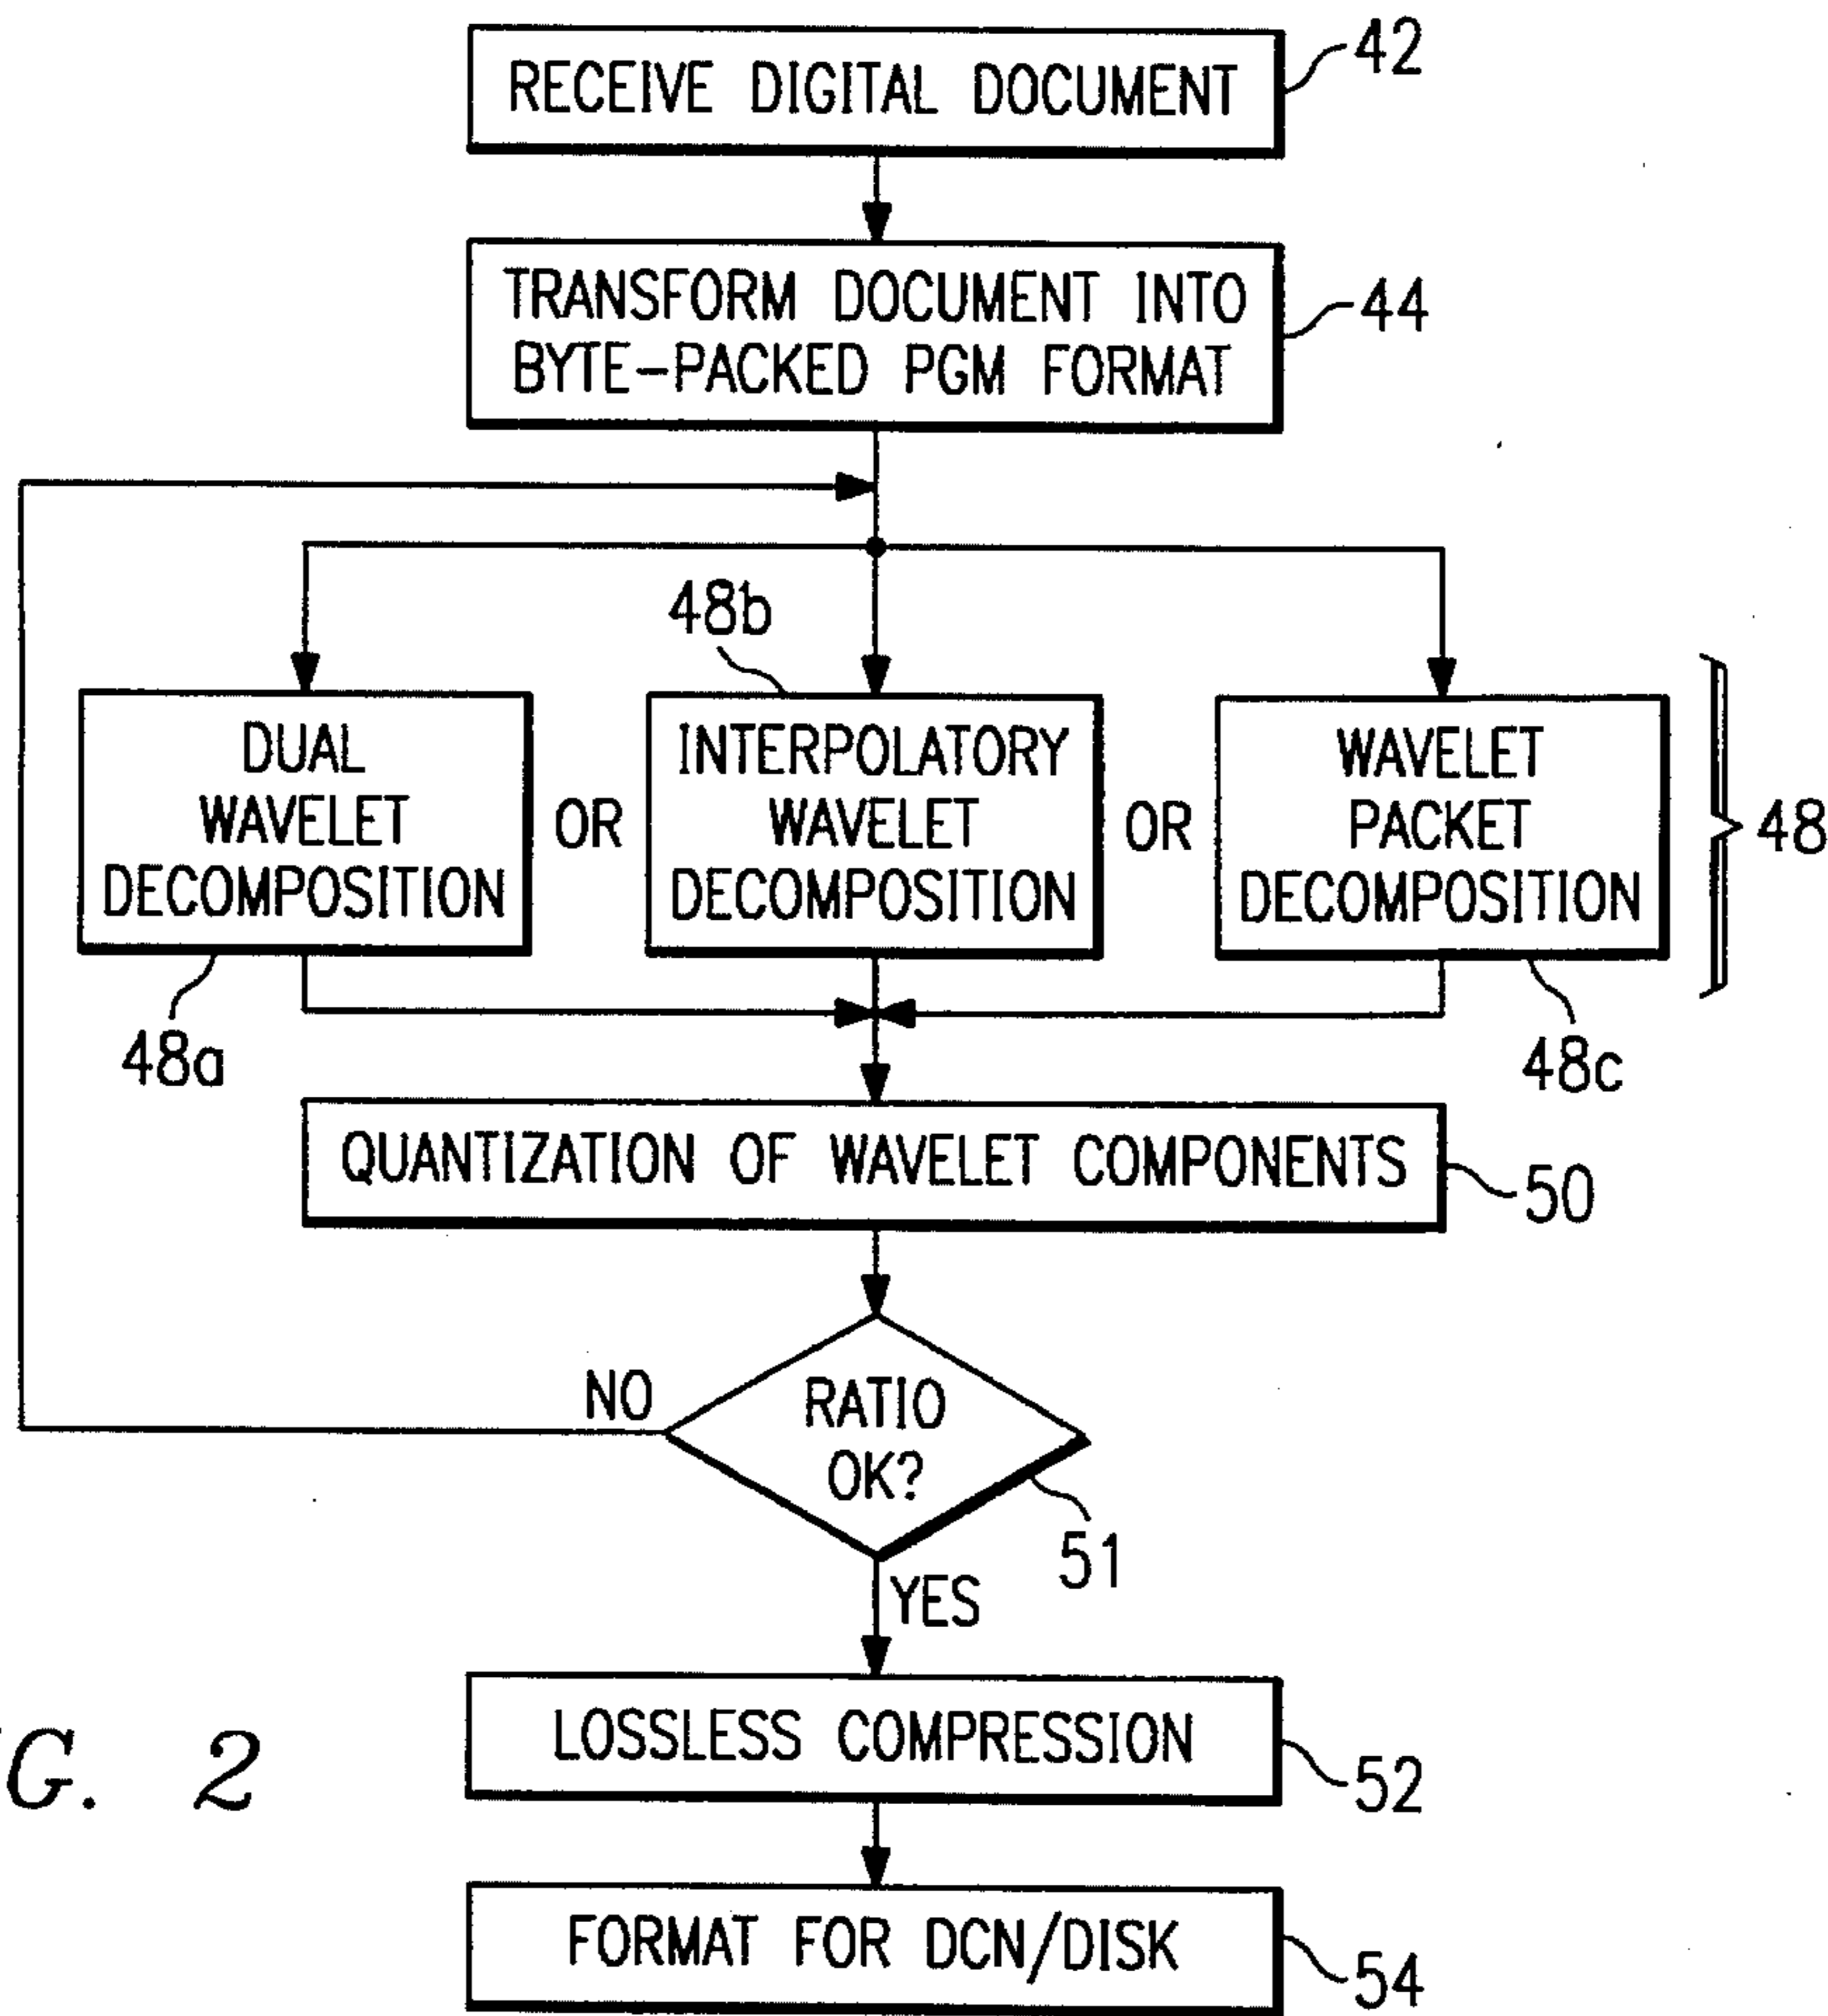 RECEIVE DIGITAL DOCUMENT
42
TRANSFORM DOCUMENT INTO
BYTE-PACKED PGM FORMAT
44
48b
DUAL
WAVELET
DECOMPOSITION
OR
INTERPOLATORY
WAVELET
DECOMPOSITION
OR
WAVELET
PACKET
DECOMPOSITION
48
48a
48c
QUANTIZATION OF WAVELET COMPONENTS
50
NO
RATIO
OK?
51
YES
LOSSLESS COMPRESSION
52
G. 2
FORMAT FOR DCN/DISK
54